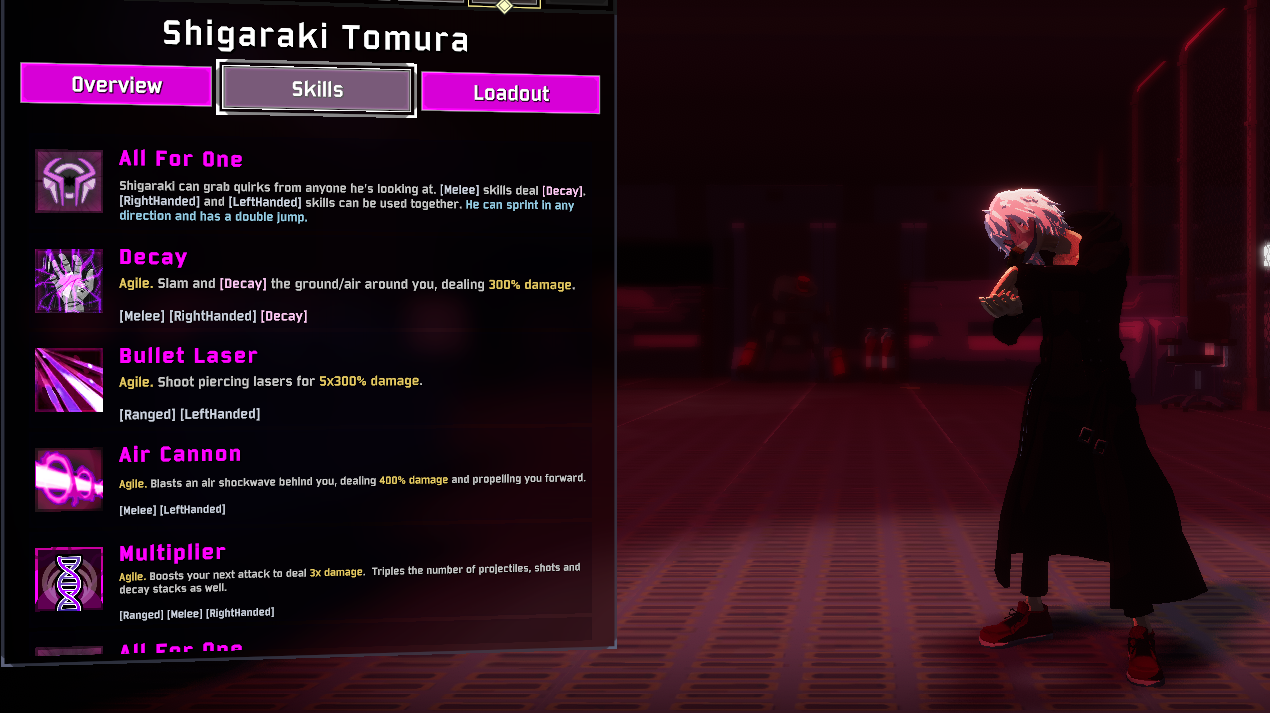 Shigaraki Tomura
Overview
Skills
Loadout
All For One
Shigaraki can grab quirks from anyone he's looking at. [Melee] skills deal [Decay].
[RightHanded] and [LeftHanded] skills can be used together. He can sprint in any
direction and has a double jump.
Decay
Agile. Slam and [Decay] the ground/air around you, dealing 300% damage.
[Melee] [RightHanded] [Decay]
Bullet Laser
Agile. Shoot piercing lasers for 5x300% damage.
[Ranged] [LeftHanded]
Air Cannon
Agile. Blasts an air shockwave behind you, dealing 400% damage and propelling you forward.
[Melee] [LeftHanded]
Multiplier
Agile. Boosts your next attack to deal 3x damage. Triples the number of projectiles, shots and
decay stacks as well.
[Ranged] [Melee] [RightHanded]
All For One